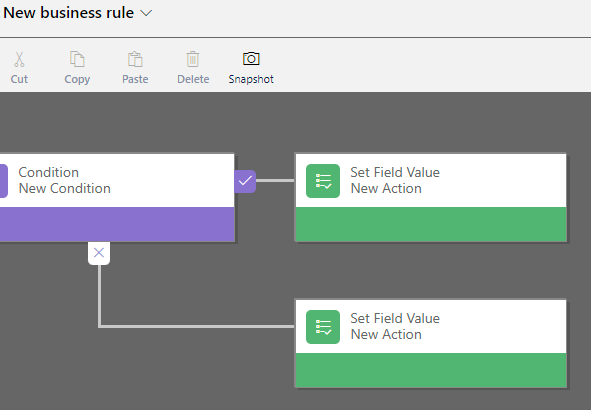 New business rule
Cut
Copy
Paste
Delete
Snapshot
Condition
New Condition
Set Field Value
New Action
Set Field Value
New Action